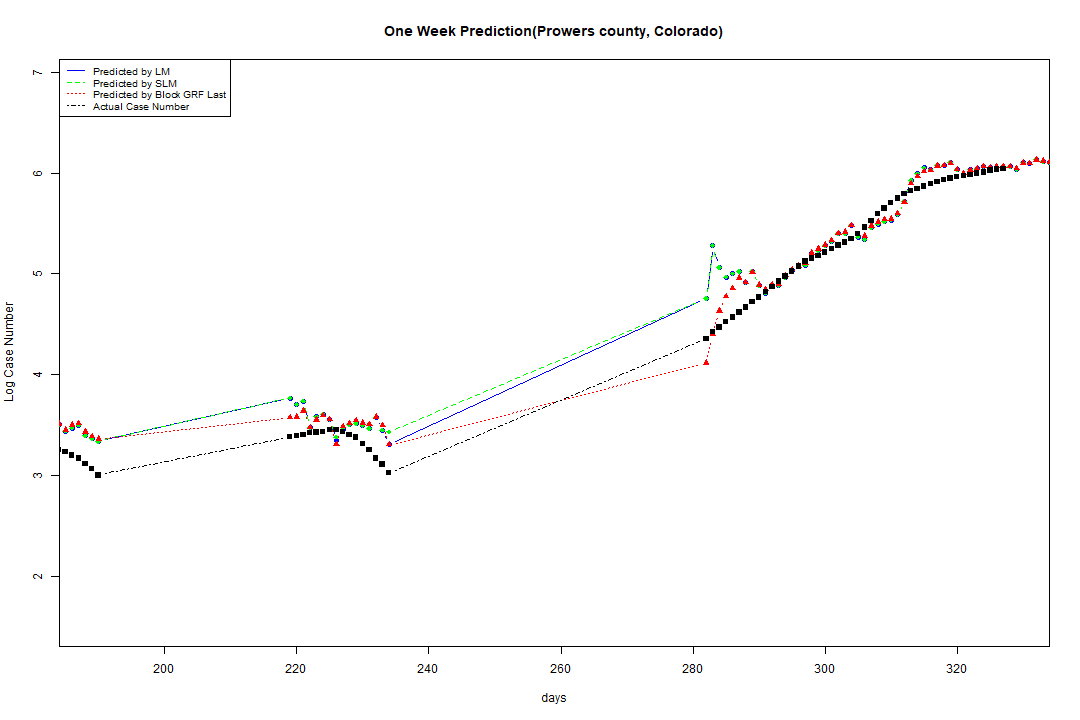 One Week Prediction(Prowers county, Colorado)
Predicted by LM
Predicted by SLM
Predicted by Block GRF Last
Actual Case Number
7
6
5
4
3
2
Log Case Number
200 220 240 260 280 300 320
days